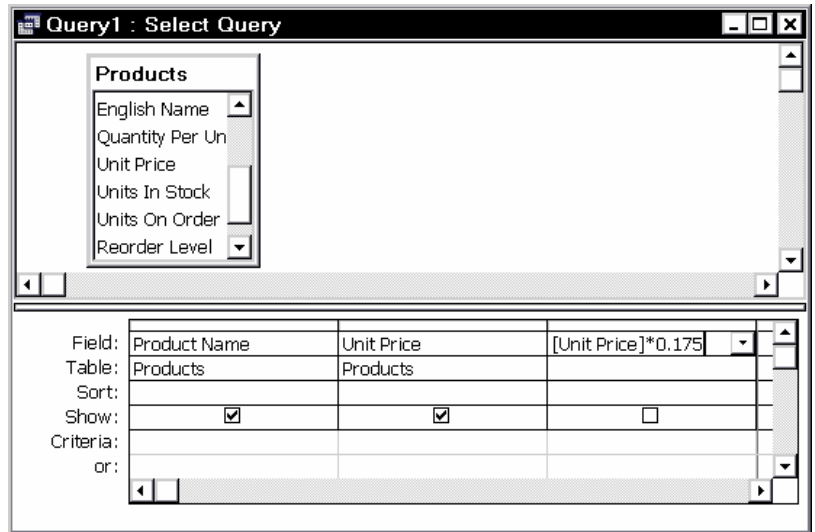 Query1 : Select Query
Products
English Name
Quantity Per Un
Unit Price
Units In Stock
Units On Order
Reorder Level
Field: Product Name Unit Price [Unit Price]*0.175
Table: Products Products
Sort:
Show:
Criteria:
or: